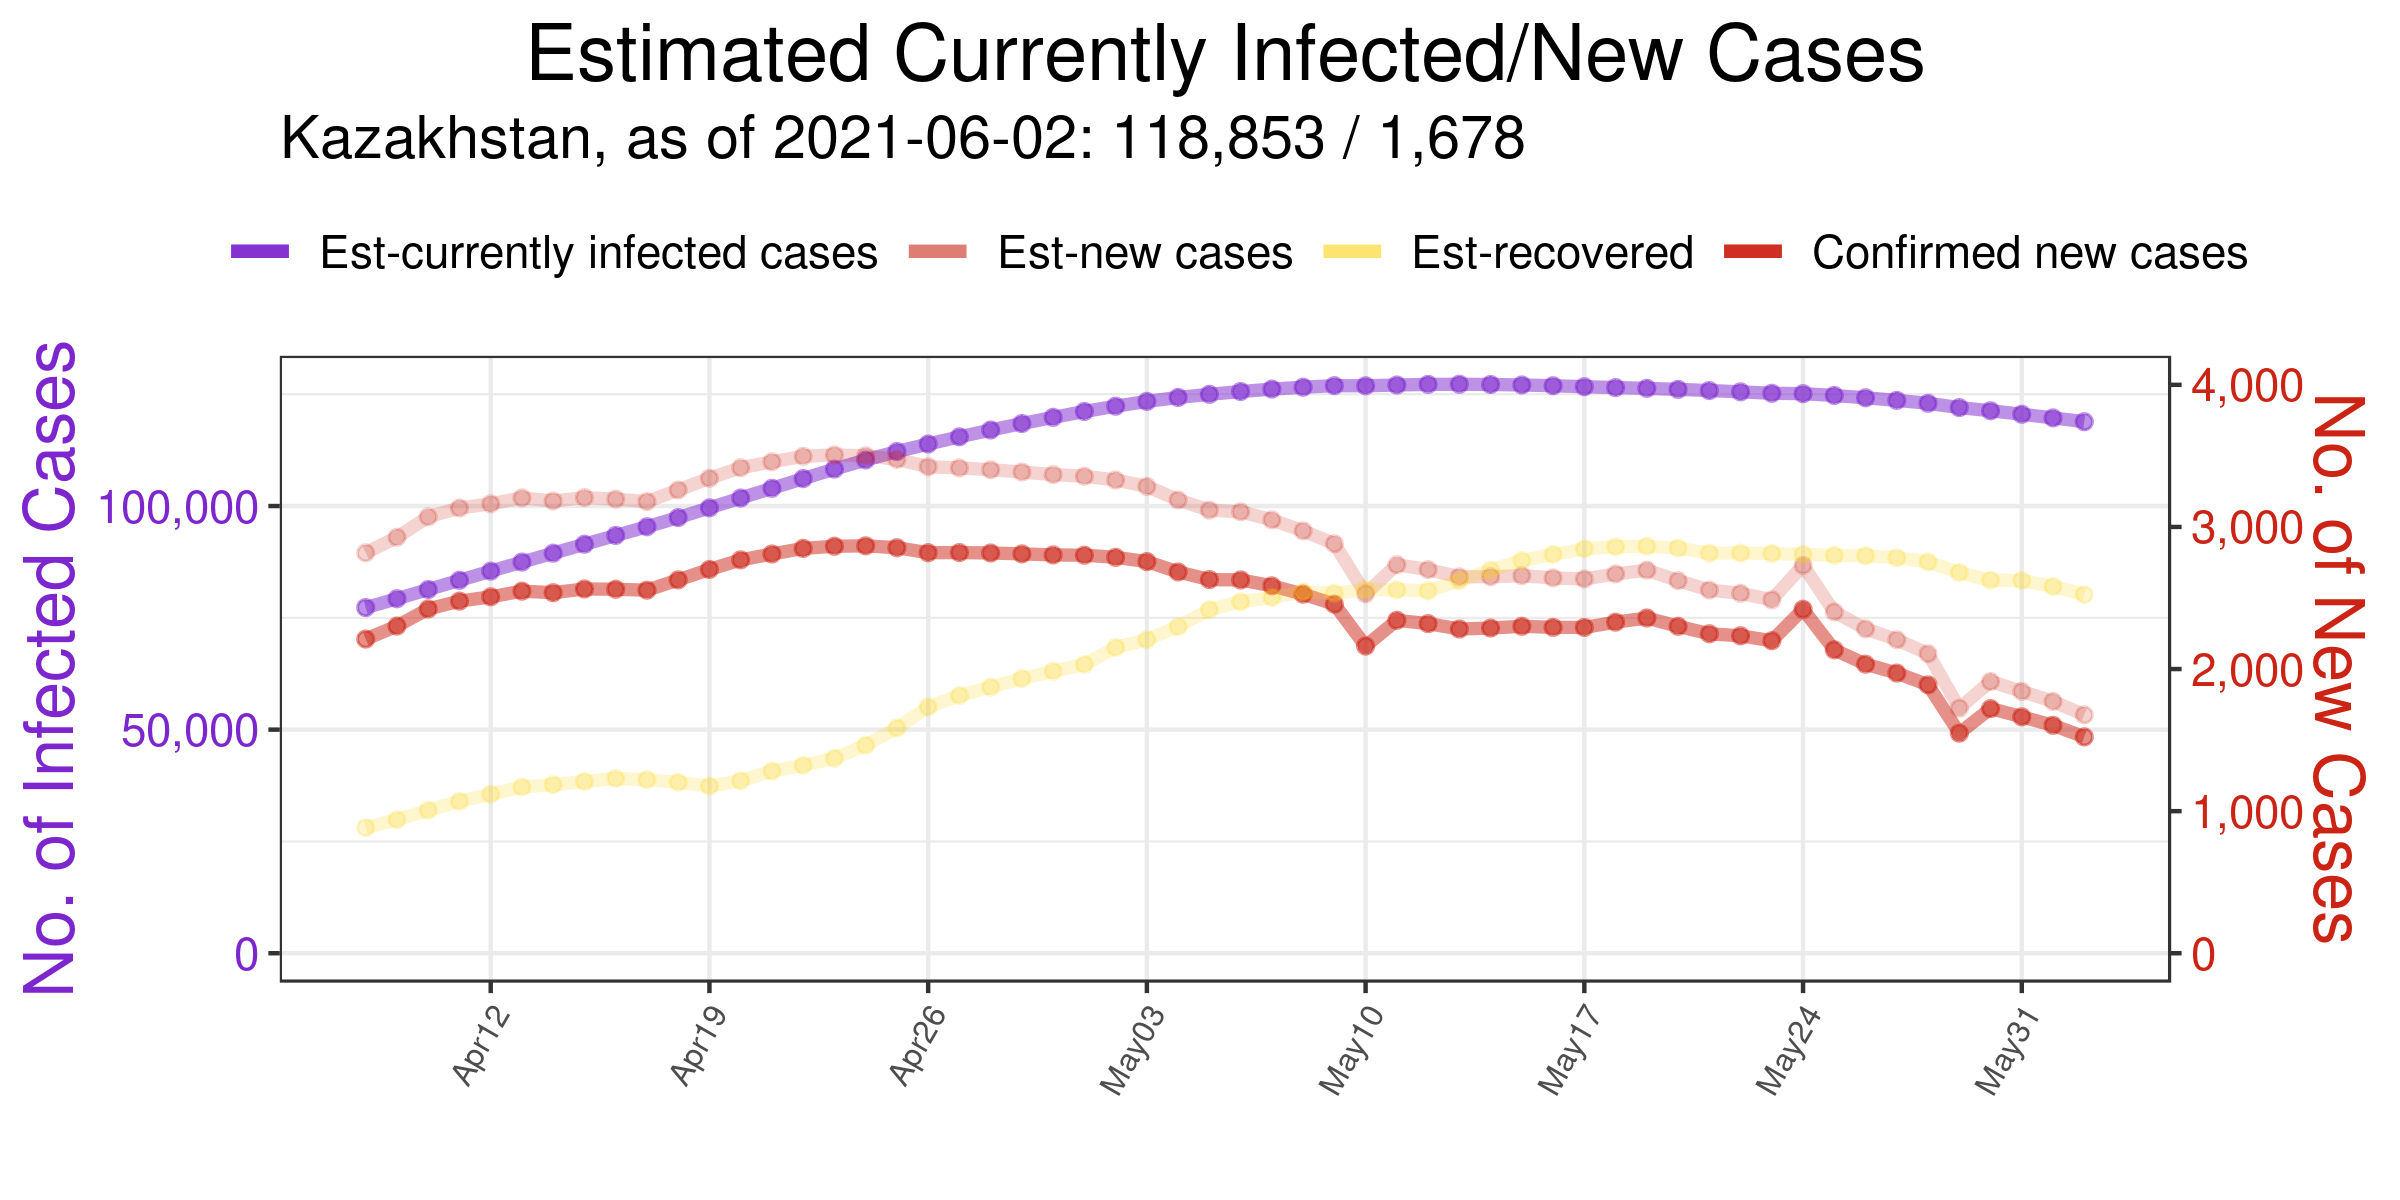 Estimated Currently Infected/New Cases
Kazakhstan, as of 2021-06-02: 118,853 / 1,678
Est-currently infected cases Est-new cases Est-recovered Confirmed new cases
No. of Infected Cases
100,000
50,000
0
4,000
3,000
2,000
1,000
0
No. of New Cases
Apr12 Apr19 Apr26 May03 May10 May17 May24 May31